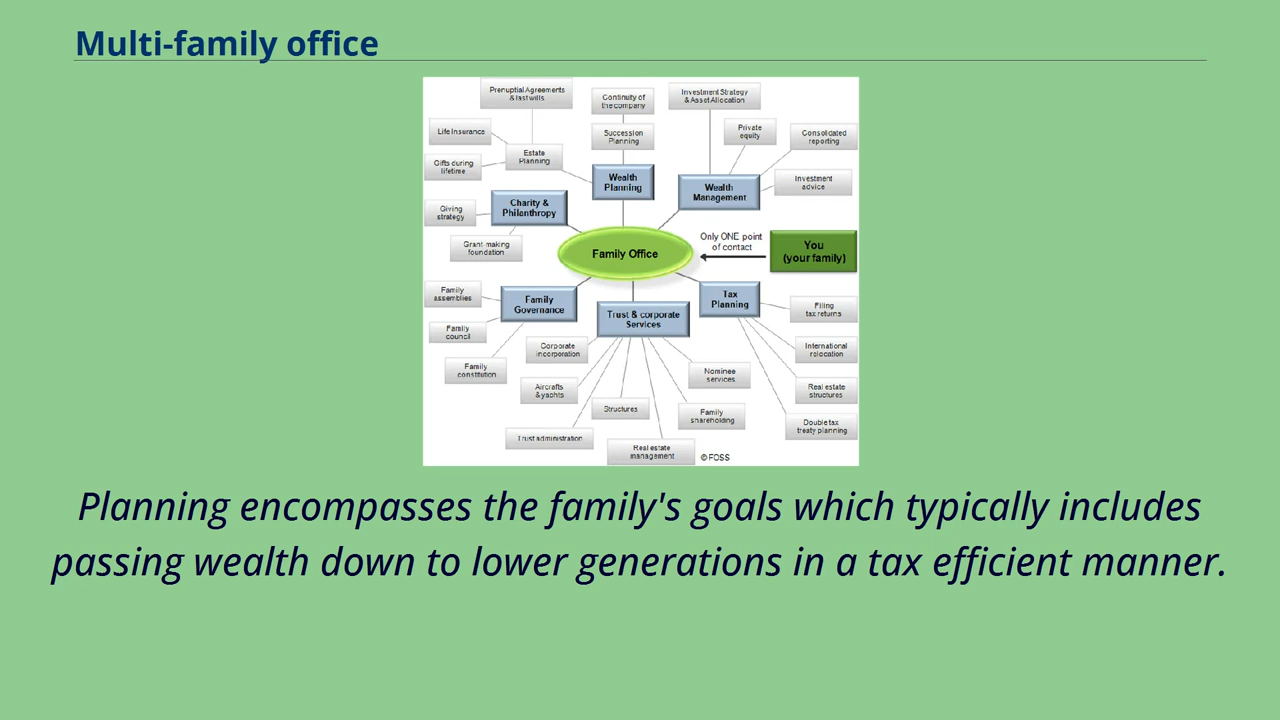 Multi-family office
Prenuptial Agreements
& last wills
Continuity of
the company
Investment Strategy
& Asset Allocation
Life Insurance
Succession
Planning
Private
equity
Consolidated
reporting
Gifts during
lifetime
Estate
Planning
Wealth
Planning
Wealth
Management
Investment
advice
Giving
strategy
Charity &
Philanthropy
Grant-making
foundation
Family Office
Only ONE point
of contact
You
(your family)
Family
assemblies
Family
Governance
Trust & corporate
Services
Tax
Planning
Filing
tax returns
Family
council
Corporate
incorporation
International
relocation
Family
constitution
Aircrafts
& yachts
Nominee
services
Real estate
structures
Structures
Family
shareholding
Double tax
treaty planning
Trust administration
Real estate
management
© FOSS
Planning encompasses the family's goals which typically includes
passing wealth down to lower generations in a tax efficient manner.